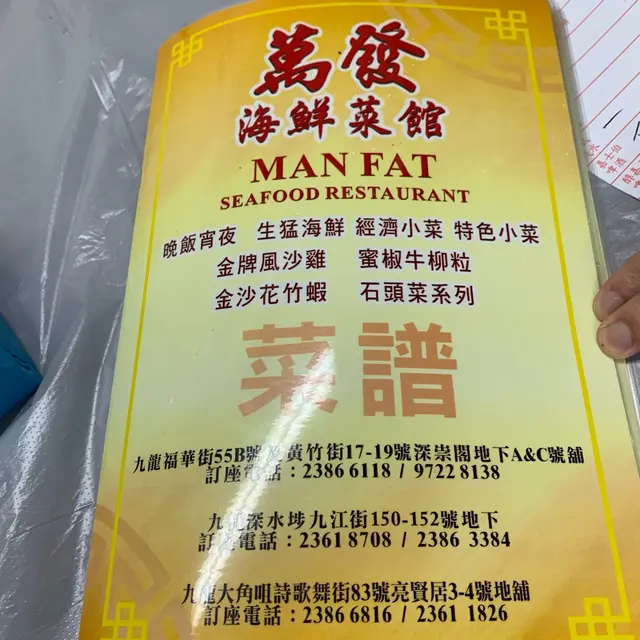 萬發
海鮮菜館
MAN FAT
SEAFOOD RESTAURANT
晚飯宵夜 生猛海鮮 經濟小菜 特色小菜
金牌風沙雞 蜜椒牛柳粒
金沙花竹蝦 石頭菜系列
菜譜
九龍福華街55B號 黃竹街17-19號深崇閣地下A&C號舖
訂座電話：2386 6118 / 9722 8138
九龍深水埗九江街150-152號地下
訂座電話：2361 8708 / 2386 3384
九龍大角咀詩歌舞街83號亮賢居3-4號地舖
訂座電話：2386 6816 / 2361 1826